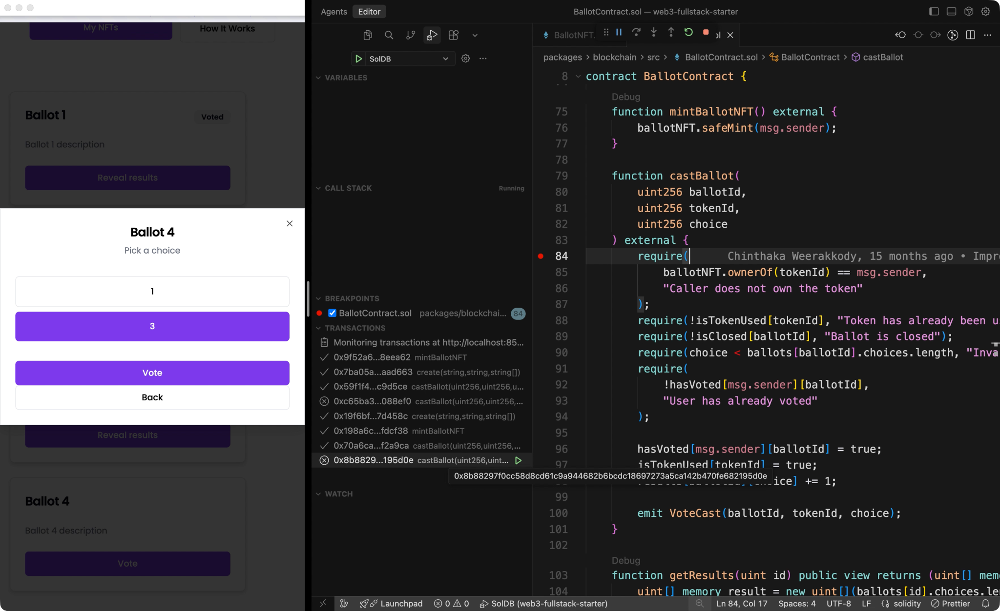 My NFTs
How It Works
Ballot 1
Voted
Ballot 1 description
Reveal results
Ballot 4
Pick a choice
1
3
Vote
Back
Reveal results
Ballot 4
Ballot 4 description
Vote
Agents
Editor
BallotContract.sol — web3-fullstack-starter
SolDB
VARIABLES
CALL STACK
Running
BREAKPOINTS
BallotContract.sol packages/blockchai... 84
TRANSACTIONS
Monitoring transactions at http://localhost:85...
0x9f52a6...8eea62 mintBallotNFT
0x7ba05a...aad663 create(string,string,string[])
0x59f1f4...c9d5ce castBallot(uint256,uint256,u...
0xc65ba3...088ef0 castBallot(uint256,uint256,...
0x19f6bf...7d458c create(string,string,string[])
0x198a6c...fdcf38 mintBallotNFT
0x70a6ca...f2a9ca castBallot(uint256,uint256,...
0x8b8829...195d0e castBallot(uint256,uint...
0x8b88297f0cc58d8cd61c9a944682b6bcdc18697273a5ca142b470fe682195d0e
WATCH
BallotNFT.
ol
packages > blockchain > src > BallotContract.sol > BallotContract > castBallot
8 contract BallotContract {
Debug
75 function mintBallotNFT() external {
76 ballotNFT.safeMint(msg.sender);
77 }
78
79 function castBallot(
80 uint256 ballotId,
81 uint256 tokenId,
82 uint256 choice
83 ) external {
84 require( Chinthaka Weerakkody, 15 months ago • Impr
85 ballotNFT.ownerOf(tokenId) == msg.sender,
86 "Caller does not own the token"
87 );
88 require(!isTokenUsed[tokenId], "Token has already been u
89 require(!isClosed[ballotId], "Ballot is closed");
90 require(choice < ballots[ballotId].choices.length, "Inva
91 require(
92 !hasVoted[msg.sender][ballotId],
93 "User has already voted"
94 );
95
96 hasVoted[msg.sender][ballotId] = true;
97 isTokenUsed[tokenId] = true;
ice] += 1;
99
100 emit VoteCast(ballotId, tokenId, choice);
101 }
102
Debug
103 function getResults(uint id) public view returns (uint[] mem
104 uint[] memory result = new uint[](ballots[id].choices.le
Launchpad
0
0
SolDB (web3-fullstack-starter)
Ln 84, Col 17
Spaces: 4
UTF-8
LF
solidity
Prettier